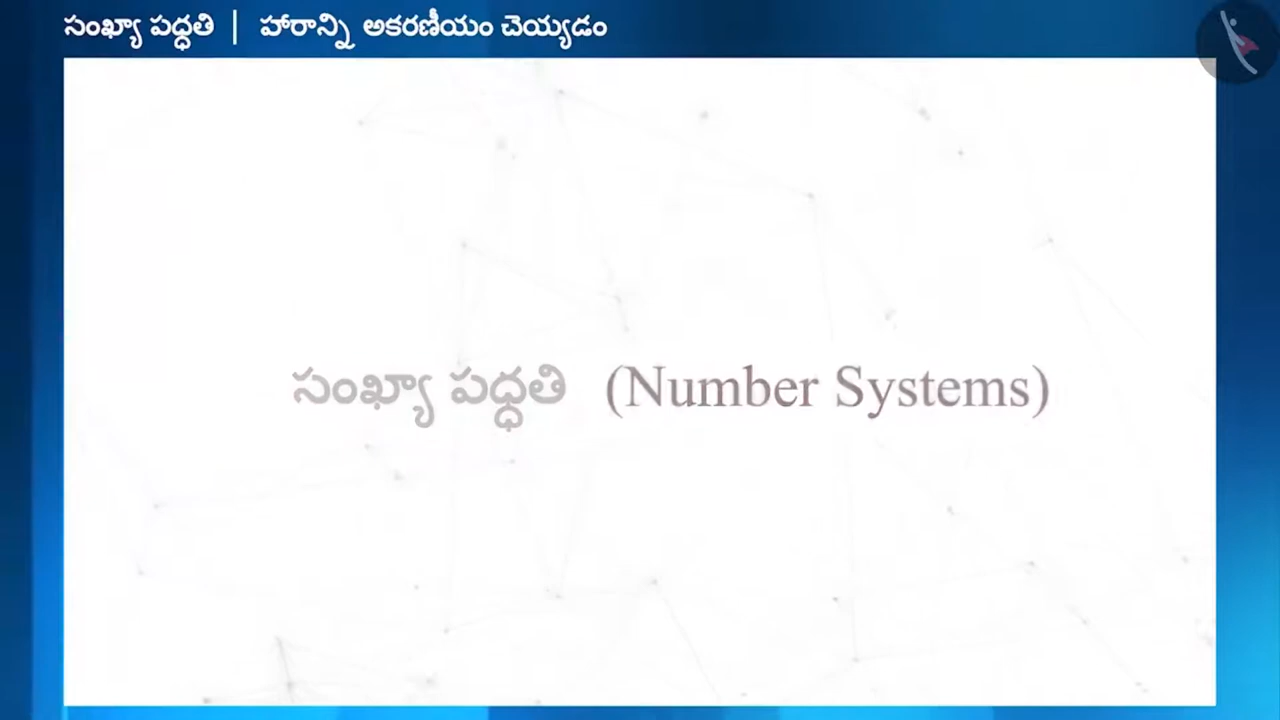 సంఖ్యా పద్ధతి | హారాన్ని అకరణీయం చెయ్యడం
సంఖ్యా పద్ధతి (Number Systems)